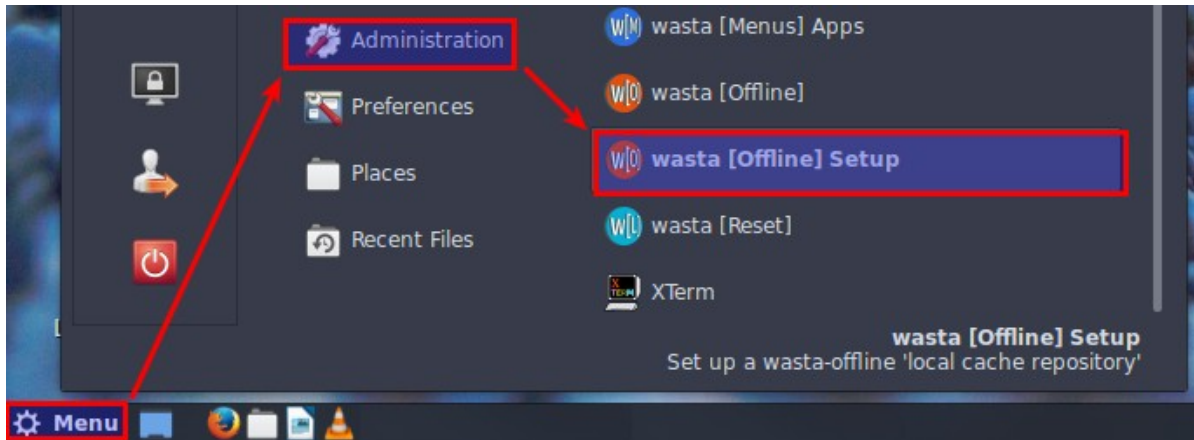 Administration
Preferences
Places
Recent Files
W[M] wasta [Menus] Apps
W[O] wasta [Offline]
W[O] wasta [Offline] Setup
W[L] wasta [Reset]
X TERM XTerm
wasta [Offline] Setup
Set up a wasta-offline 'local cache repository'
Menu